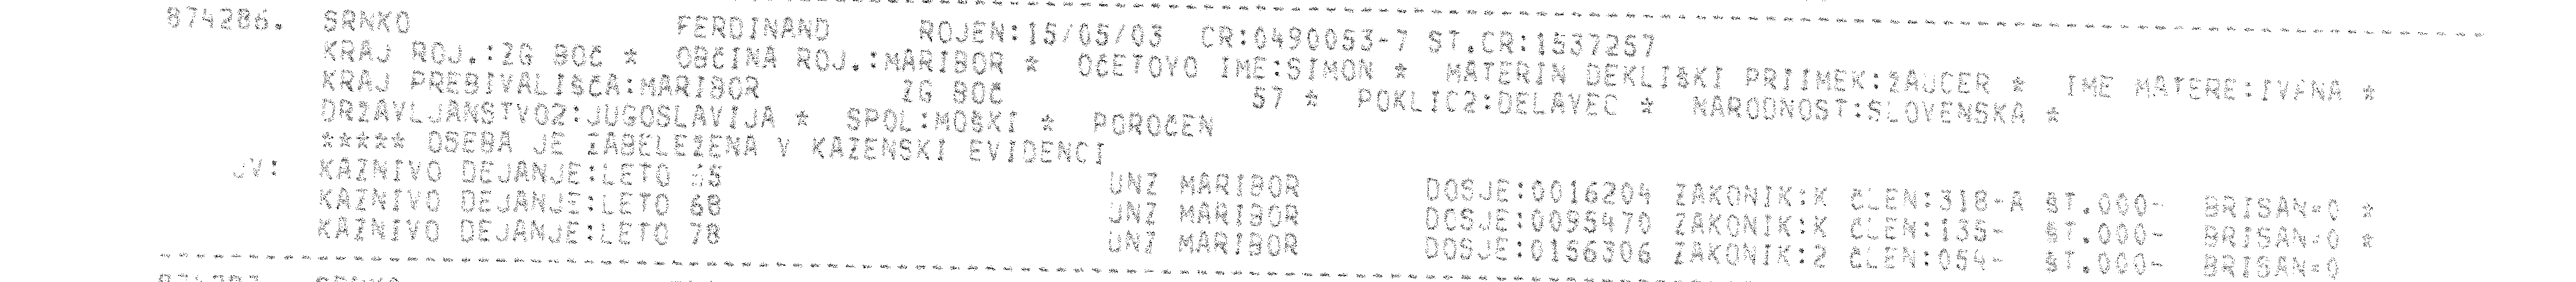 874286. SRNKO FERDINAND ROJEN:15/05/03 CR:0490053-7 ST.CR:1537257
KRAJ ROJ.:ZG BOČ * OBČINA ROJ.:MARIBOR * OČETOVO IME:SIMON * MATERIN DEKLIŠKI PRIIMEK:ŽAUCER * IME MATERE:IVANA *
KRAJ PREBIVALIŠČA:MARIBOR ZG BOČ 57 * POKLIC2:DELAVEC * NARODNOST:SLOVENSKA *
DRŽAVLJANSTVO2:JUGOSLAVIJA * SPOL:MOŠKI * POROČEN
***** OSEBA JE ZABELEŽENA V KAZENSKI EVIDENCI
JV: KAZNIVO DEJANJE:LETO UNZ MARIBOR DOSJE:0016204 ZAKONIK:K ČLEN:318-A ŠT.000- BRISAN=0 *
KAZNIVO DEJANJE:LETO 68 UNZ MARIBOR DOSJE:0095470 ZAKONIK:K ČLEN:135- ŠT.000- BRISAN=0 *
KAZNIVO DEJANJE:LETO 78 UNZ MARIBOR DOSJE:0156306 ZAKONIK:2 ČLEN:054- ŠT.000- BRISAN=0